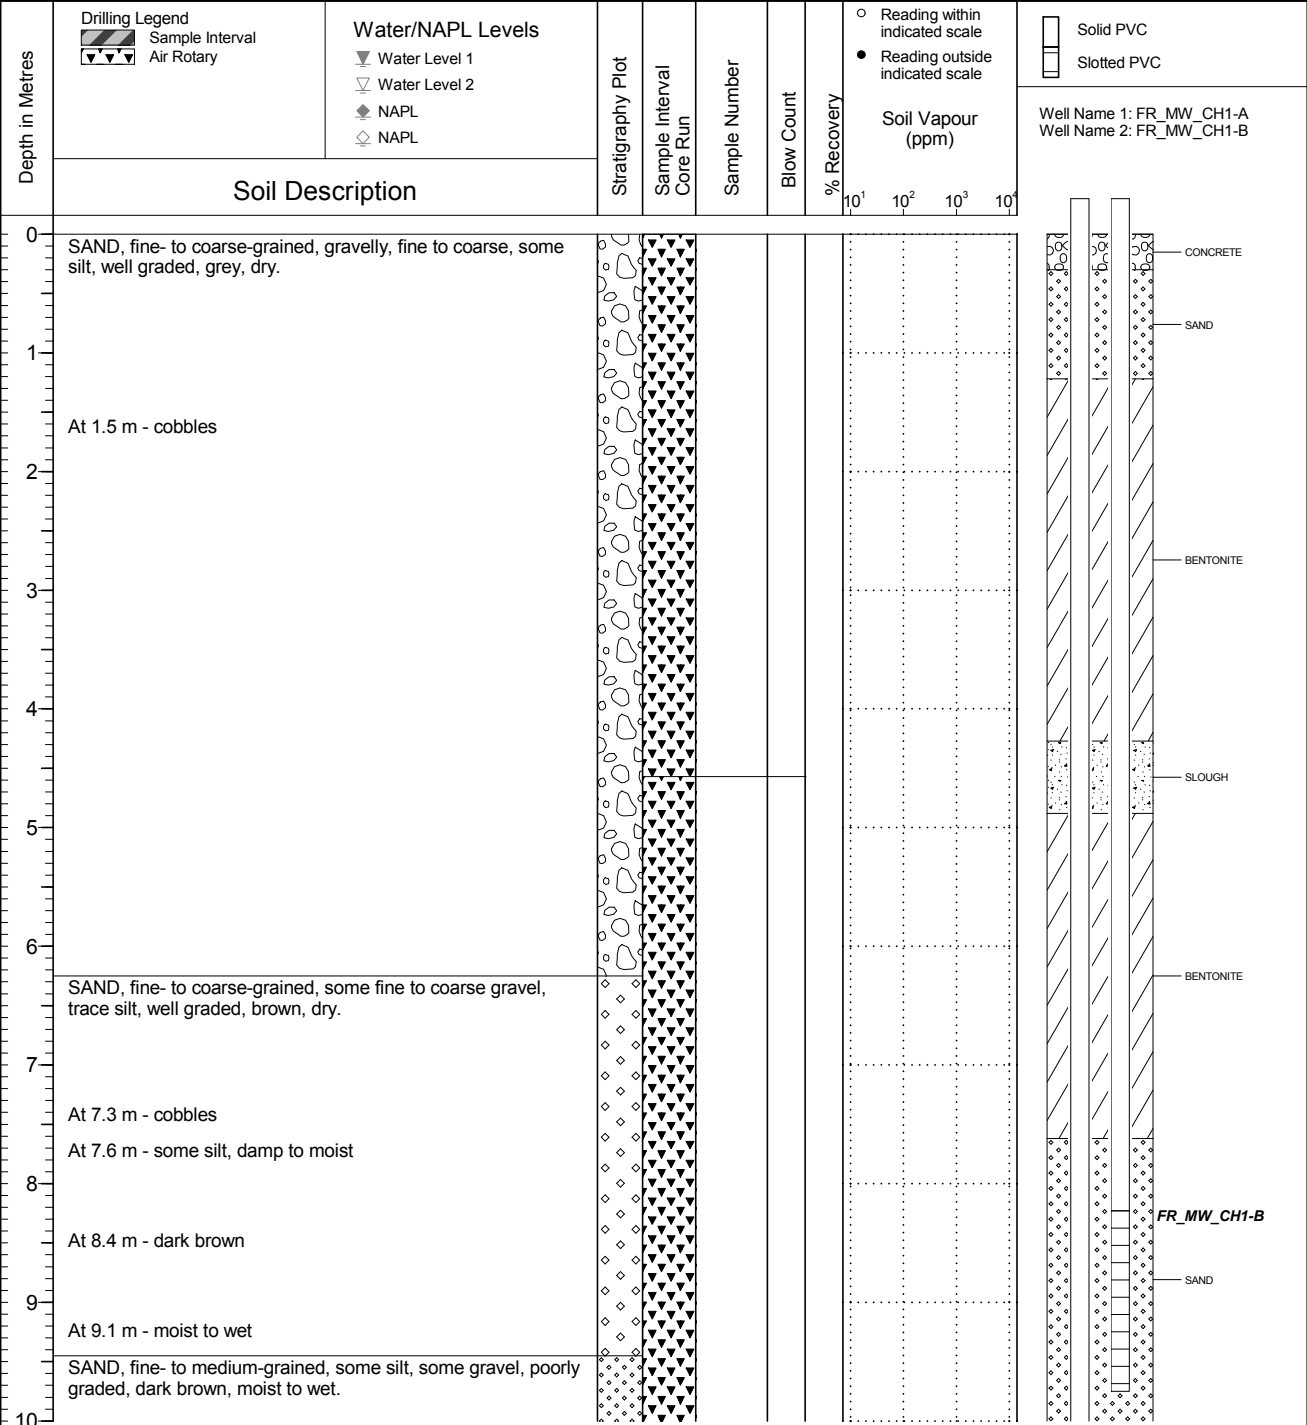 Drilling Legend
Sample Interval
Air Rotary
Water/NAPL Levels
Water Level 1
Water Level 2
NAPL
NAPL
Depth in Metres
Soil Description
Stratigraphy Plot
Sample Interval
Core Run
Sample Number
Blow Count
% Recovery
Reading within
indicated scale
Reading outside
indicated scale
Soil Vapour
(ppm)
10¹ 10² 10³ 10⁴
Solid PVC
Slotted PVC
Well Name 1: FR_MW_CH1-A
Well Name 2: FR_MW_CH1-B
0
SAND, fine- to coarse-grained, gravelly, fine to coarse, some
silt, well graded, grey, dry.
CONCRETE
SAND
1
At 1.5 m - cobbles
2
BENTONITE
3
4
SLOUGH
5
6
BENTONITE
SAND, fine- to coarse-grained, some fine to coarse gravel,
trace silt, well graded, brown, dry.
7
At 7.3 m - cobbles
At 7.6 m - some silt, damp to moist
8
FR_MW_CH1-B
At 8.4 m - dark brown
SAND
9
At 9.1 m - moist to wet
SAND, fine- to medium-grained, some silt, some gravel, poorly
graded, dark brown, moist to wet.
10